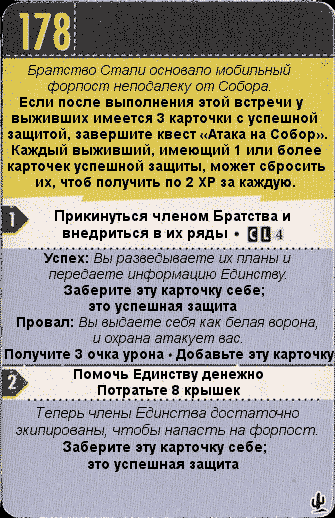 178
Братство Стали основало мобильный
форпост неподалеку от Собора.
Если после выполнения этой встречи у
выживших имеется 3 карточки с успешной
защитой, завершите квест «Атака на Собор».
Каждый выживший, имеющий 1 или более
карточек успешной защиты, может сбросить
их, чтоб получить по 2 XP за каждую.
1 Прикинуться членом Братства и
внедриться в их ряды • C L 4
Успех: Вы разведываете их планы и
передаете информацию Единству.
Заберите эту карточку себе;
это успешная защита
Провал: Вы выдаете себя как белая ворона,
и охрана атакует вас.
Получите 3 очка урона • Добавьте эту карточку
2 Помочь Единству денежно
Потратьте 8 крышек
Теперь члены Единства достаточно
экипированы, чтобы напасть на форпост.
Заберите эту карточку себе;
это успешная защита